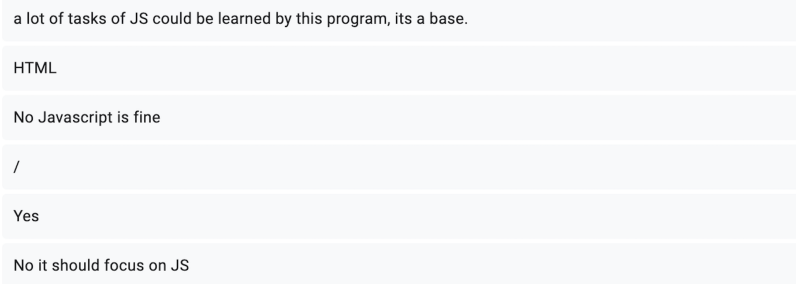 a lot of tasks of JS could be learned by this program, its a base.
HTML
No Javascript is fine
/
Yes
No it should focus on JS